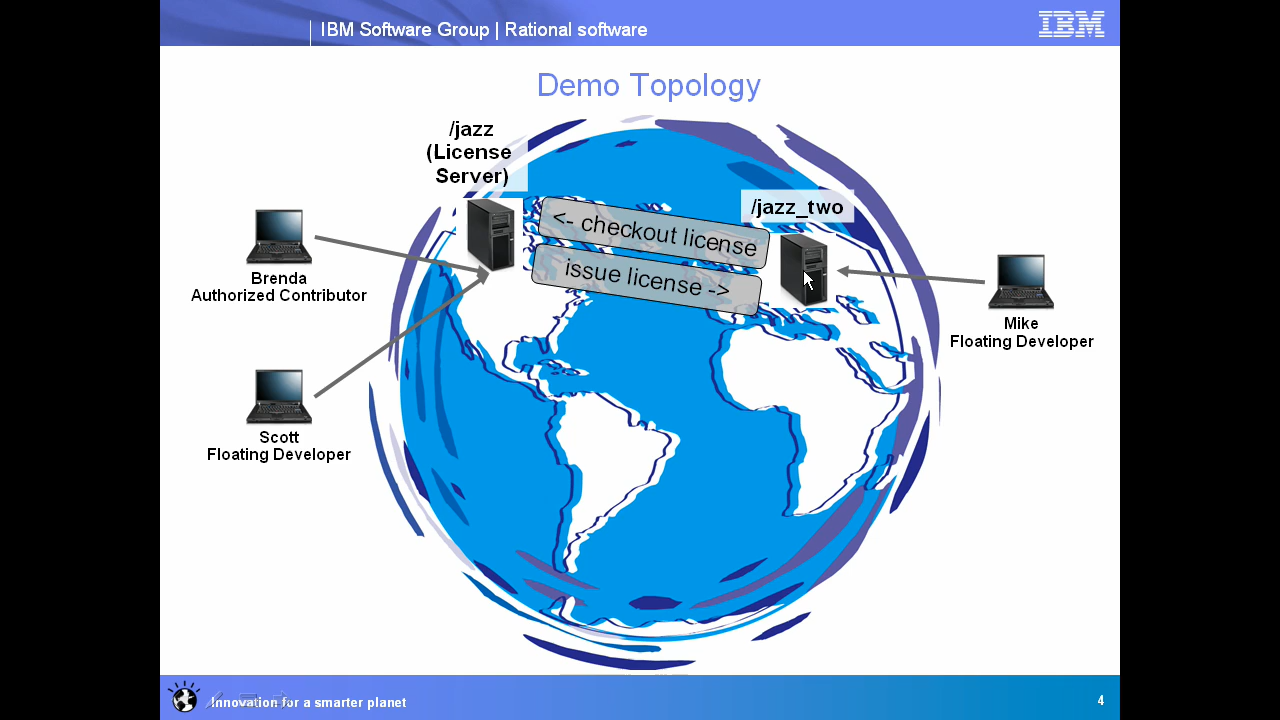 IBM Software Group | Rational software
IBM
Demo Topology
/jazz
(License
Server)
/jazz_two
<- checkout license
issue license ->
Brenda
Authorized Contributor
Mike
Floating Developer
Scott
Floating Developer
Innovation for a smarter planet
4